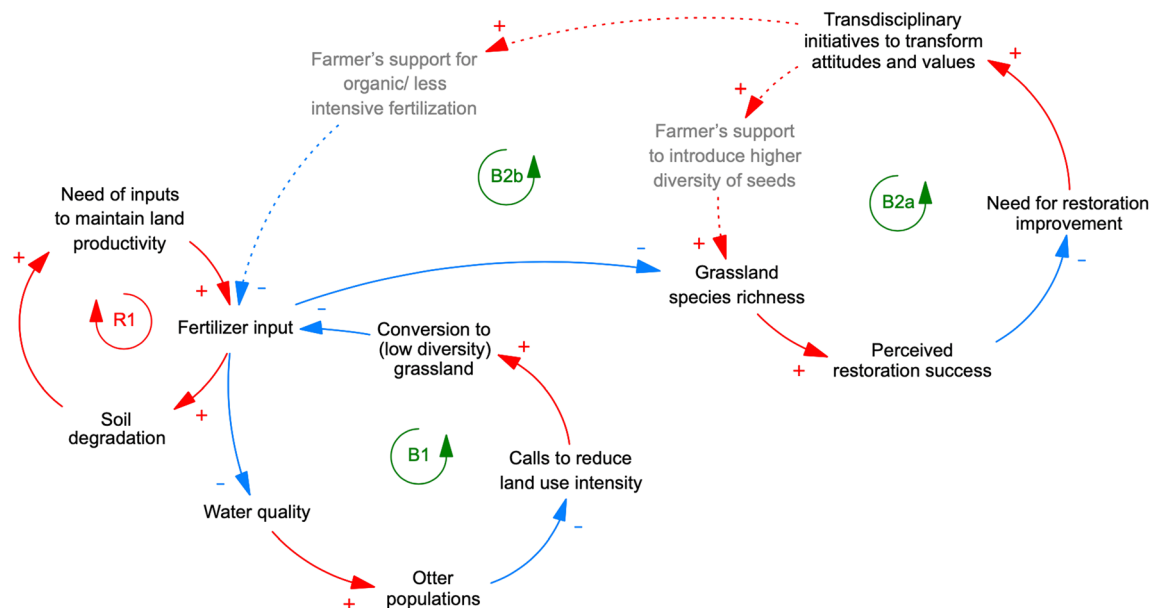 Transdisciplinary
initiatives to transform
attitudes and values
+
+
+
Farmer's support for
organic/ less
intensive fertilization
Farmer's support
to introduce higher
diversity of seeds
B2b
B2a
Need of inputs
to maintain land
productivity
Need for restoration
improvement
+
+
–
–
+
–
Grassland
species richness
R1
Fertilizer input
–
Conversion to
(low diversity)
grassland
+
Perceived
restoration success
+
Soil
degradation
+
B1
Calls to reduce
land use intensity
–
Water quality
–
Otter
populations
+